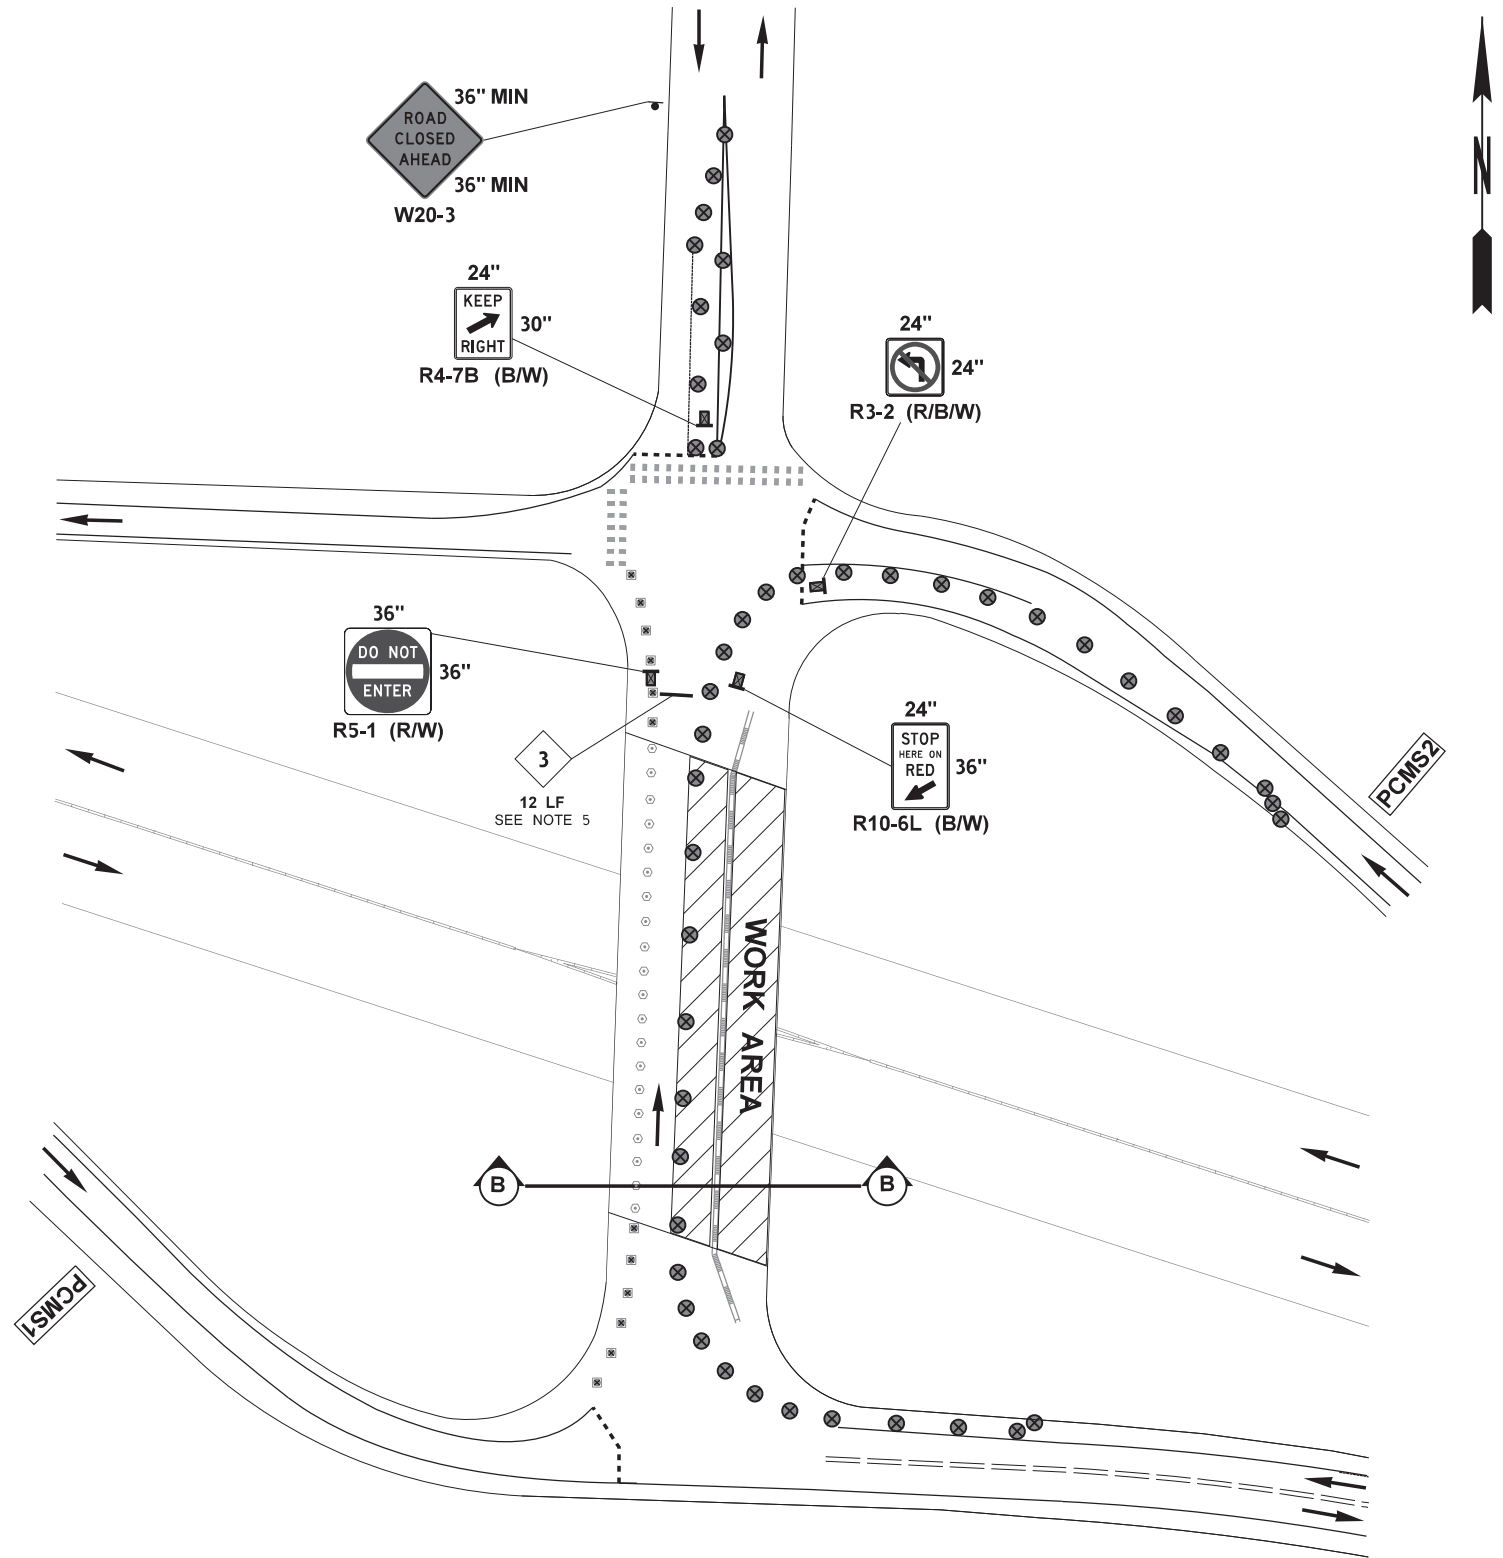 N
36" MIN
ROAD
CLOSED
AHEAD
36" MIN
W20-3
24"
KEEP
RIGHT
30"
R4-7B (B/W)
24"
24"
R3-2 (R/B/W)
36"
DO NOT
ENTER
36"
R5-1 (R/W)
3
12 LF
SEE NOTE 5
24"
STOP
HERE ON
RED
36"
R10-6L (B/W)
PCMS2
WORK AREA
B
B
PCMS1